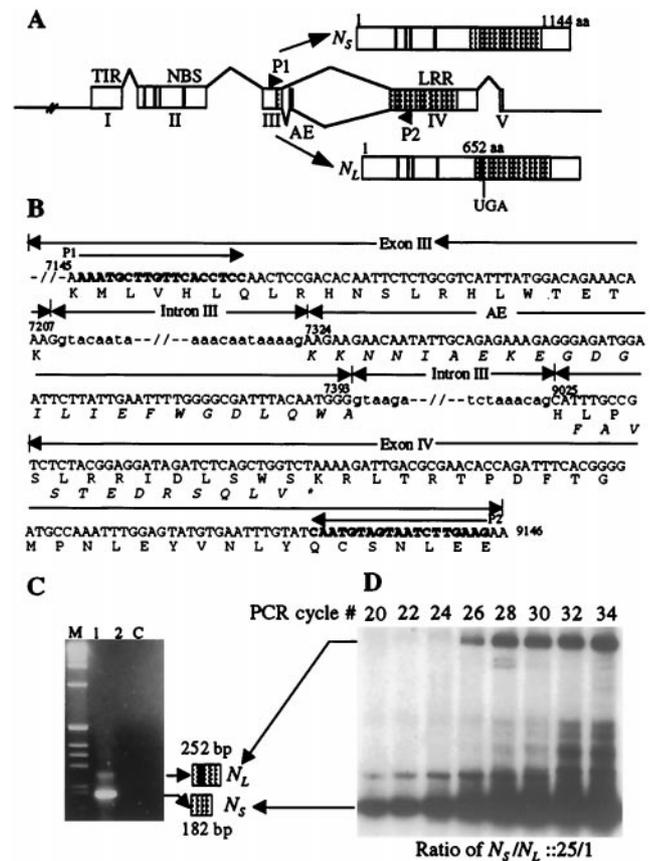 A
1 1144 aa
NS
TIR NBS P1 LRR
I II III AE P2 IV V
1 652 aa
NL
UGA
B
Exon III
P1
7145
-//-AAAATGCTTGTTCACCTCCAACTCCGACACAATTCTCTGCGTCATTTATGGACAGAAACA
K M L V H L Q L R H N S L R H L W T E T
Intron III AE
7207 7324
AAGgtacaata--//---aaacaataaaagAAGAAGAACAATATTGCAGAGAAAGAGGGAGATGGA
K K K N N I A E K E G D G
7393 Intron III 9025
ATTCTTATTGAATTTTGGGGCGATTTACAATGGGgtaaga--//---tctaaacagCATTTGCCG
I L I E F W G D L Q W A H L P
F A V
Exon IV
TCTCTACGGAGGATAGATCTCAGCTGGTCTAAAAGATTGACGCGAACACCAGATTTCACGGGG
S L R R I D L S W S K R L T R T P D F T G
S T E D R S Q L V *
P2
ATGCCAAATTTGGAGTATGTGAATTTGTATCAATGTAGTAATCTTGAAGAA 9146
M P N L E Y V N L Y Q C S N L E E
C
M 1 2 C
252 bp
NL
NS
182 bp
D
PCR cycle # 20 22 24 26 28 30 32 34
Ratio of NS/NL ::25/1